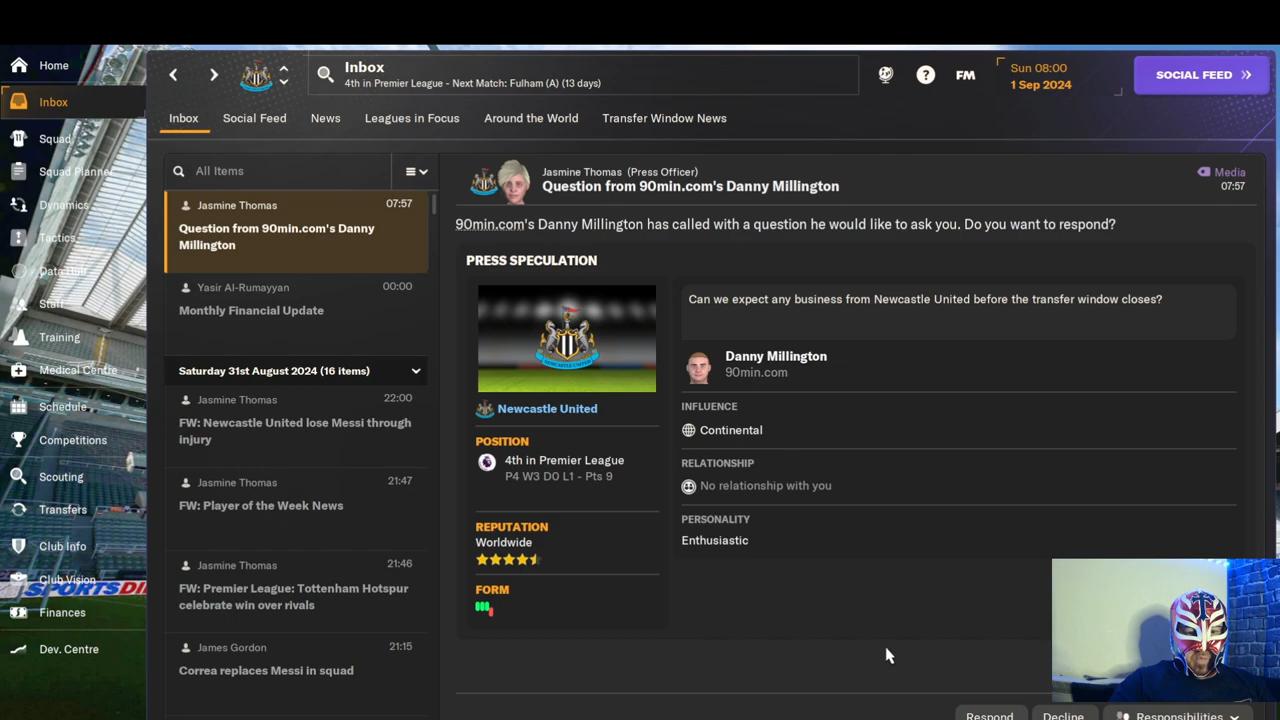 Home
Inbox
Squad
Squad Planner
Dynamics
Tactics
Data Hub
Staff
Training
Medical Centre
Schedule
Competitions
Scouting
Transfers
Club Info
Club Vision
SPORTS DI
Finances
Dev. Centre
Inbox
4th in Premier League - Next Match: Fulham (A) (13 days)
?
FM
Sun 08:00
1 Sep 2024
SOCIAL FEED
Inbox
Social Feed
News
Leagues in Focus
Around the World
Transfer Window News
All Items
Jasmine Thomas
07:57
Question from 90min.com's Danny
Millington
Yasir Al-Rumayyan
00:00
Monthly Financial Update
Saturday 31st August 2024 (16 items)
Jasmine Thomas
22:00
FW: Newcastle United lose Messi through
injury
Jasmine Thomas
21:47
FW: Player of the Week News
Jasmine Thomas
21:46
FW: Premier League: Tottenham Hotspur
celebrate win over rivals
James Gordon
21:15
Correa replaces Messi in squad
Jasmine Thomas (Press Officer)
Question from 90min.com's Danny Millington
Media
07:57
90min.com's Danny Millington has called with a question he would like to ask you. Do you want to respond?
PRESS SPECULATION
Newcastle United
POSITION
4th in Premier League
P4 W3 D0 L1 - Pts 9
REPUTATION
Worldwide
FORM
Can we expect any business from Newcastle United before the transfer window closes?
Danny Millington
90min.com
INFLUENCE
Continental
RELATIONSHIP
No relationship with you
PERSONALITY
Enthusiastic
Respond
Decline
Responsibilities